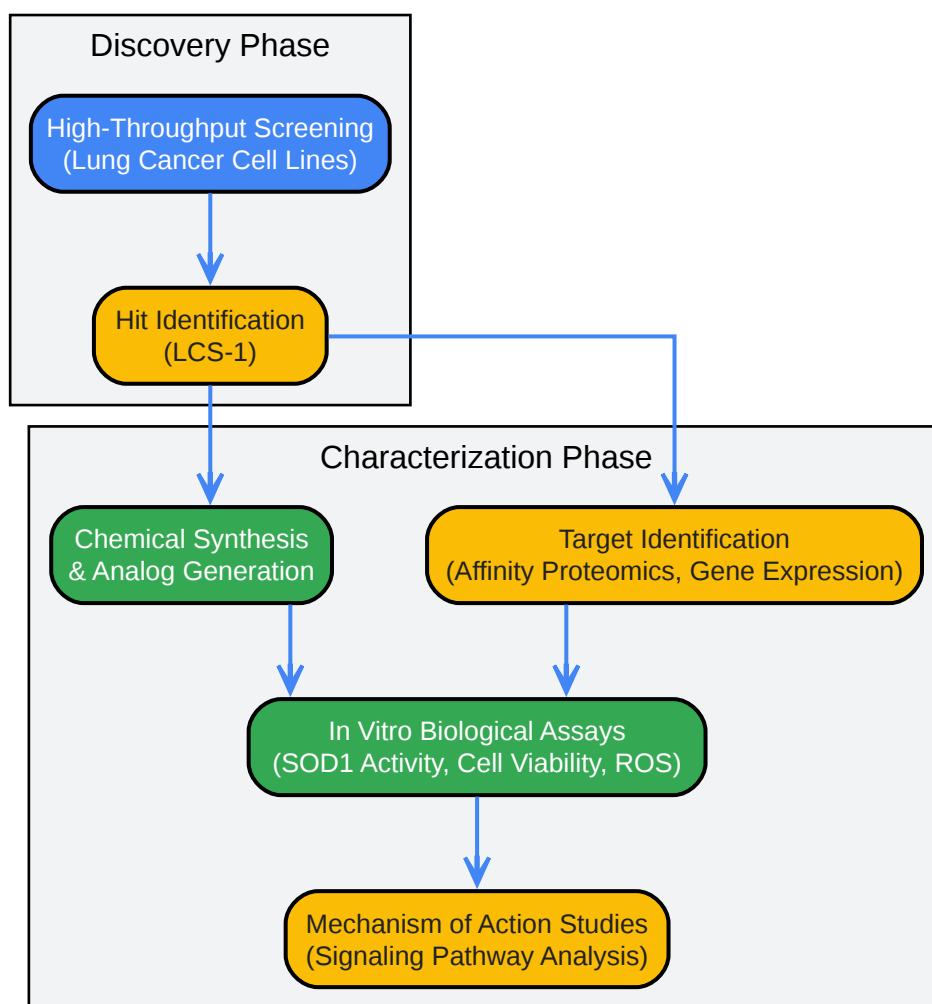 Discovery Phase
High-Throughput Screening
(Lung Cancer Cell Lines)
Hit Identification
(LCS-1)
Characterization Phase
Chemical Synthesis
& Analog Generation
Target Identification
(Affinity Proteomics, Gene Expression)
In Vitro Biological Assays
(SOD1 Activity, Cell Viability, ROS)
Mechanism of Action Studies
(Signaling Pathway Analysis)